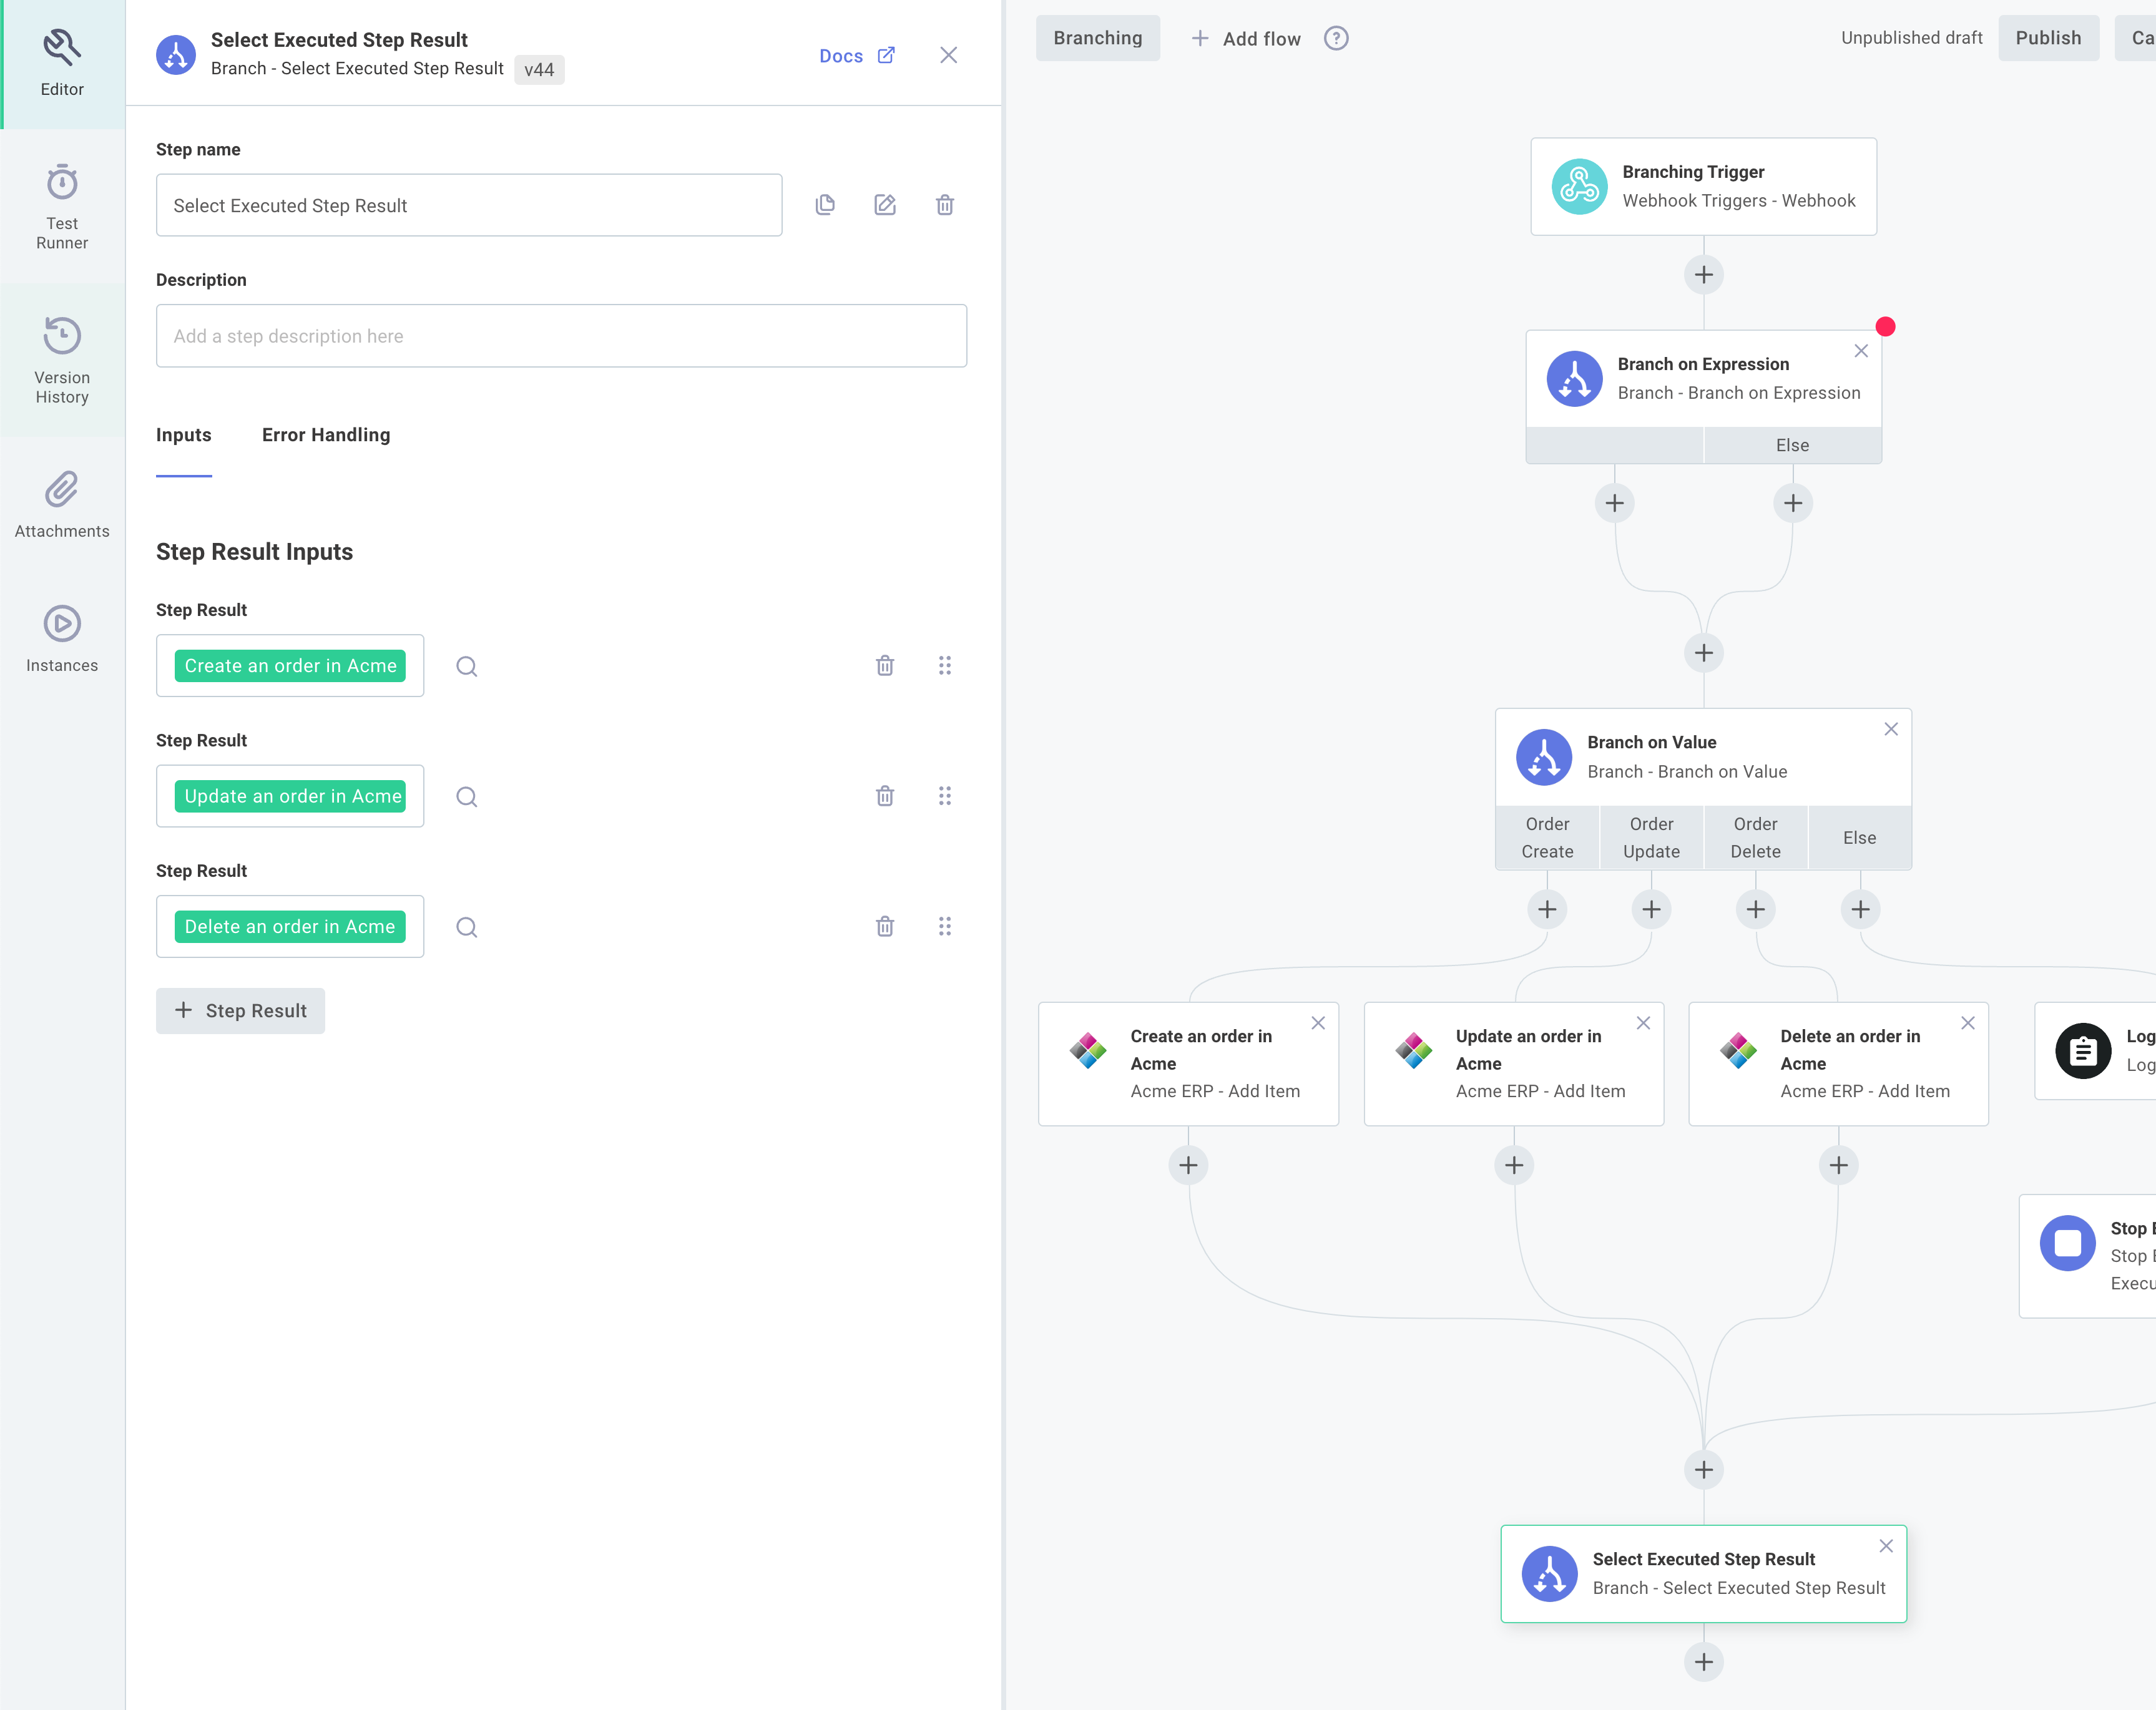 Editor
Test
Runner
Version
History
Attachments
Instances
Select Executed Step Result
Branch - Select Executed Step Result
v44
Docs
Step name
Select Executed Step Result
Description
Add a step description here
Inputs
Error Handling
Step Result Inputs
Step Result
Create an order in Acme
Step Result
Update an order in Acme
Step Result
Delete an order in Acme
+ Step Result
Branching
+ Add flow
?
Unpublished draft
Publish
Ca
Branching Trigger
Webhook Triggers - Webhook
Branch on Expression
Branch - Branch on Expression
Else
Branch on Value
Branch - Branch on Value
Order
Create
Order
Update
Order
Delete
Else
Create an order in
Acme
Acme ERP - Add Item
Update an order in
Acme
Acme ERP - Add Item
Delete an order in
Acme
Acme ERP - Add Item
Log
Log
Stop E
Stop E
Execu
Select Executed Step Result
Branch - Select Executed Step Result